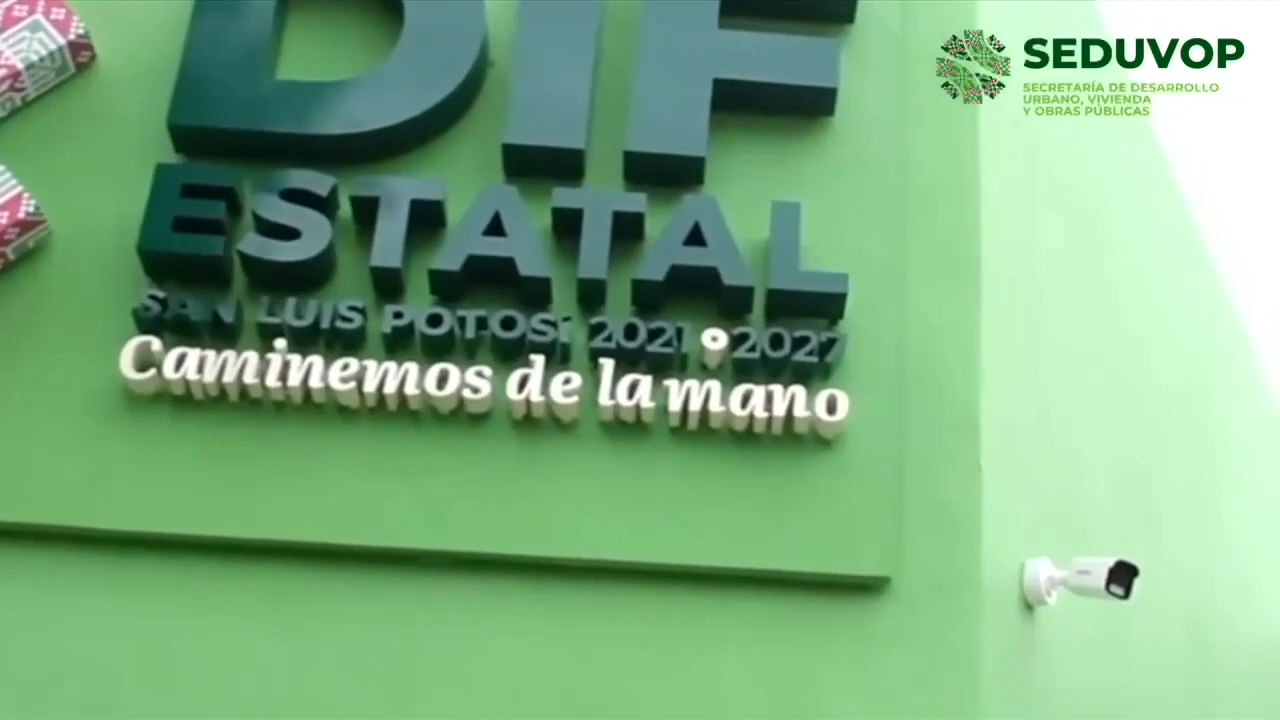 DIF
ESTATAL
SAN LUIS POTOSÍ 2021 2027
Caminemos de la mano
SEDUVOP
SECRETARÍA DE DESARROLLO
URBANO, VIVIENDA
Y OBRAS PÚBLICAS